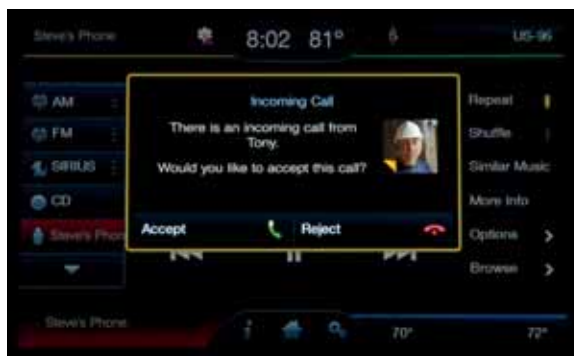 Steve's Phone 8:02 81° US-95
Incoming Call
There is an incoming call from
Tony.
Would you like to accept this call?
Accept Reject
AM
FM
SIRIUS
CD
Steve's Phon
Repeat
Shuffle
Similar Music
More Info
Options >
Browse >
Steve's Phone i 70° 72°